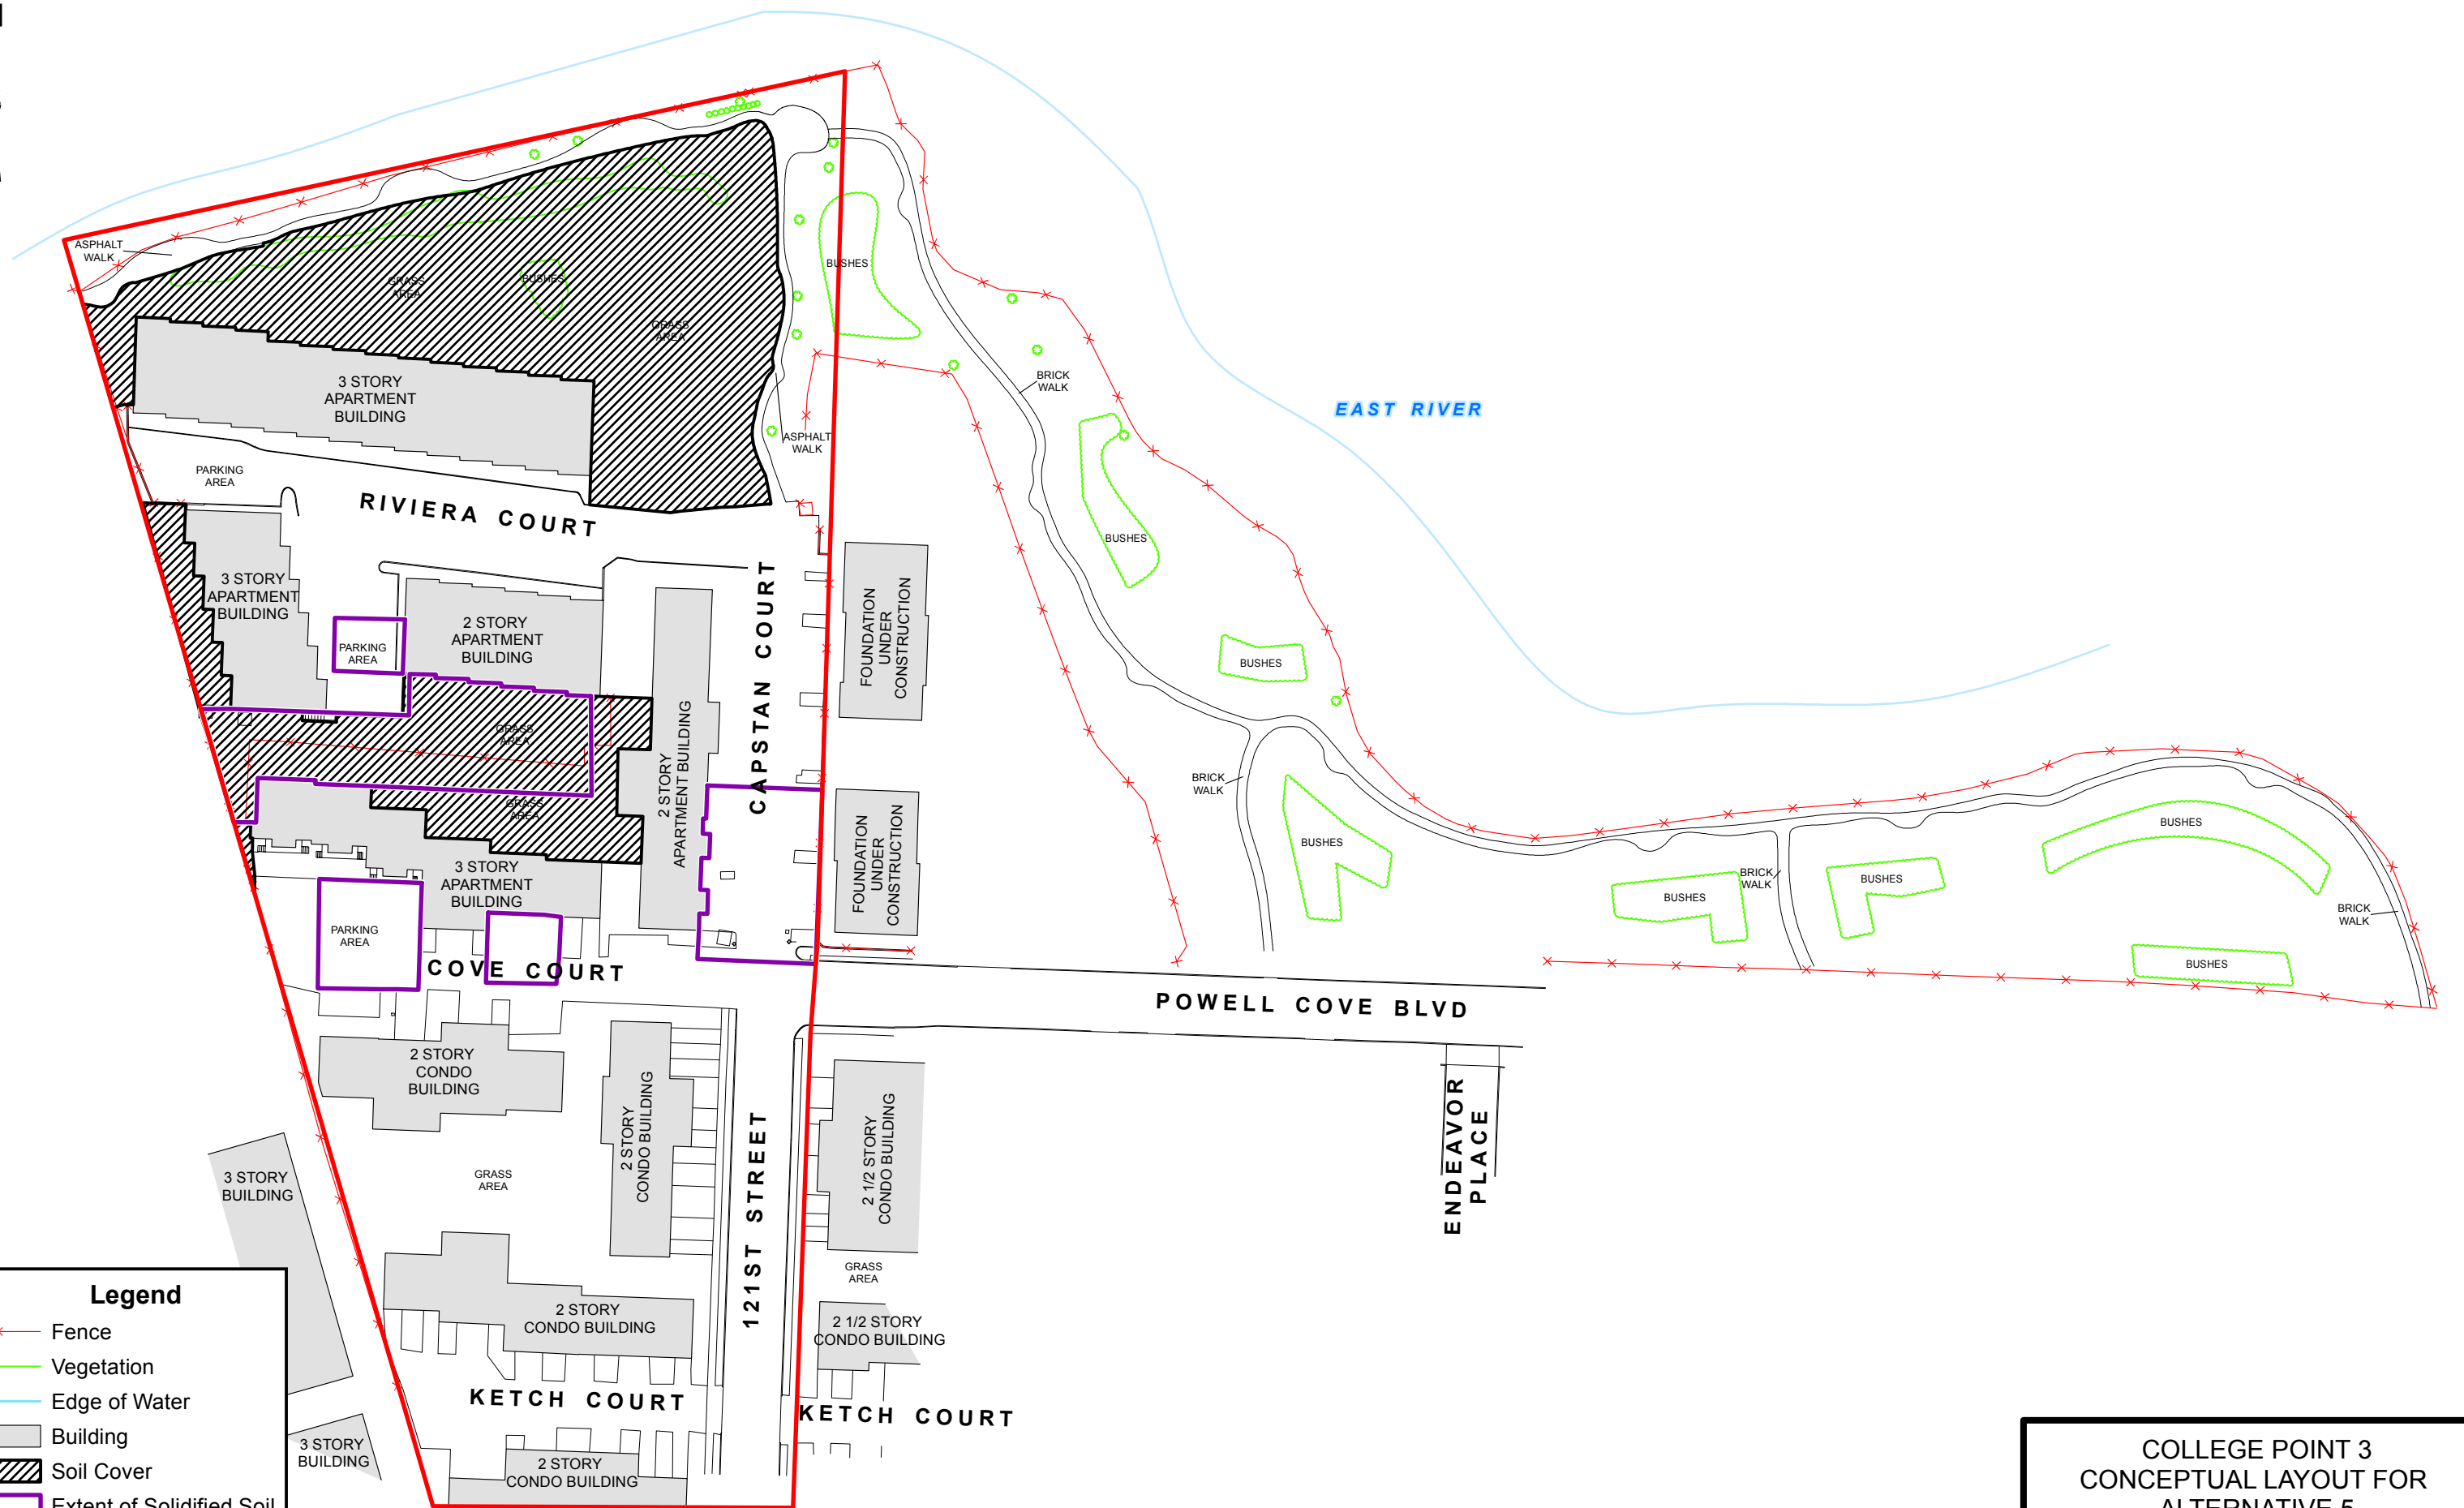 ASPHALT
WALK
GRASS
AREA
BUSHES
GRASS
AREA
BUSHES
3 STORY
APARTMENT
BUILDING
BRICK
WALK
EAST RIVER
ASPHALT
WALK
PARKING
AREA
RIVIERA COURT
BUSHES
3 STORY
APARTMENT
BUILDING
2 STORY
APARTMENT
BUILDING
PARKING
AREA
CAPSTAN COURT
FOUNDATION
UNDER
CONSTRUCTION
BUSHES
GRASS
AREA
2 STORY
APARTMENT BUILDING
BRICK
WALK
GRASS
AREA
FOUNDATION
UNDER
CONSTRUCTION
BUSHES
BUSHES
3 STORY
APARTMENT
BUILDING
BRICK
WALK
BUSHES
BUSHES
BRICK
WALK
PARKING
AREA
COVE COURT
BUSHES
POWELL COVE BLVD
2 STORY
CONDO
BUILDING
2 STORY
CONDO BUILDING
121ST STREET
2 1/2 STORY
CONDO BUILDING
ENDEAVOR
PLACE
3 STORY
BUILDING
GRASS
AREA
GRASS
AREA
2 STORY
CONDO BUILDING
2 1/2 STORY
CONDO BUILDING
KETCH COURT
KETCH COURT
3 STORY
BUILDING
2 STORY
CONDO BUILDING
Legend
Fence
Vegetation
Edge of Water
Building
Soil Cover
Extent of Solidified Soil
COLLEGE POINT 3
CONCEPTUAL LAYOUT FOR
ALTERNATIVE 5